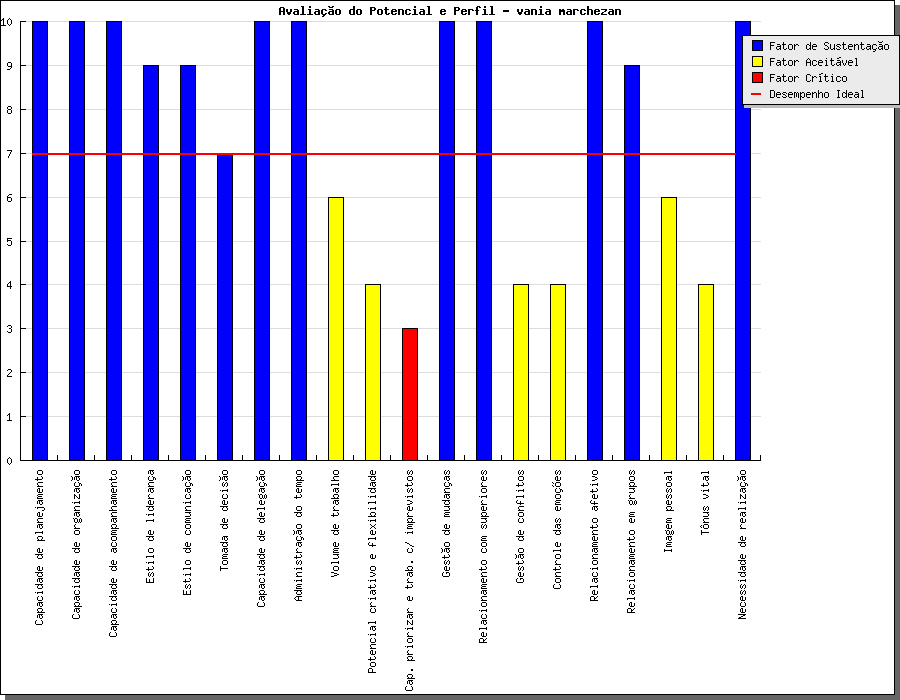 Avaliação do Potencial e Perfil - vania marchezan
10
9
8
7
6
5
4
3
2
1
0
Fator de Sustentação
Fator Aceitável
Fator Crítico
Desempenho Ideal
Capacidade de planejamento
Capacidade de organização
Capacidade de acompanhamento
Estilo de liderança
Estilo de comunicação
Tomada de decisão
Capacidade de delegação
Administração do tempo
Volume de trabalho
Potencial criativo e flexibilidade
Cap. priorizar e trab. c/ imprevistos
Gestão de mudanças
Relacionamento com superiores
Gestão de conflitos
Controle das emoções
Relacionamento afetivo
Relacionamento em grupos
Imagem pessoal
Tônus vital
Necessidade de realização